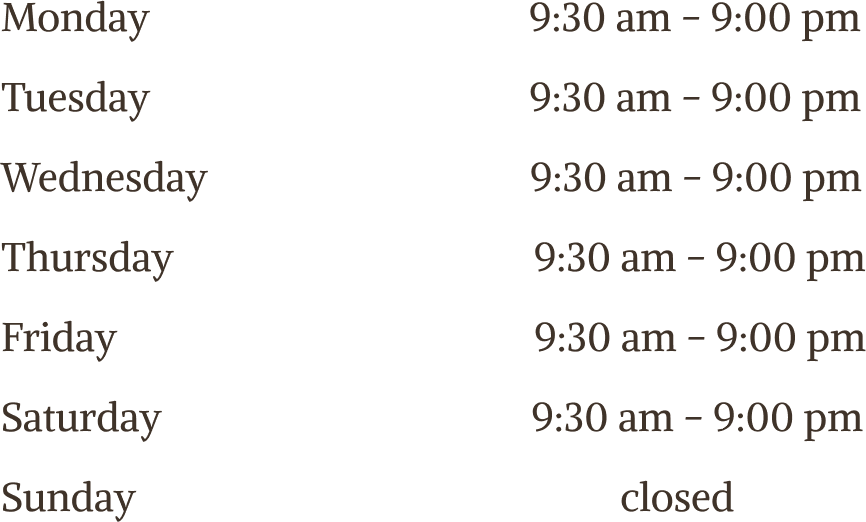 Monday 9:30 am – 9:00 pm
Tuesday 9:30 am – 9:00 pm
Wednesday 9:30 am – 9:00 pm
Thursday 9:30 am – 9:00 pm
Friday 9:30 am – 9:00 pm
Saturday 9:30 am – 9:00 pm
Sunday closed